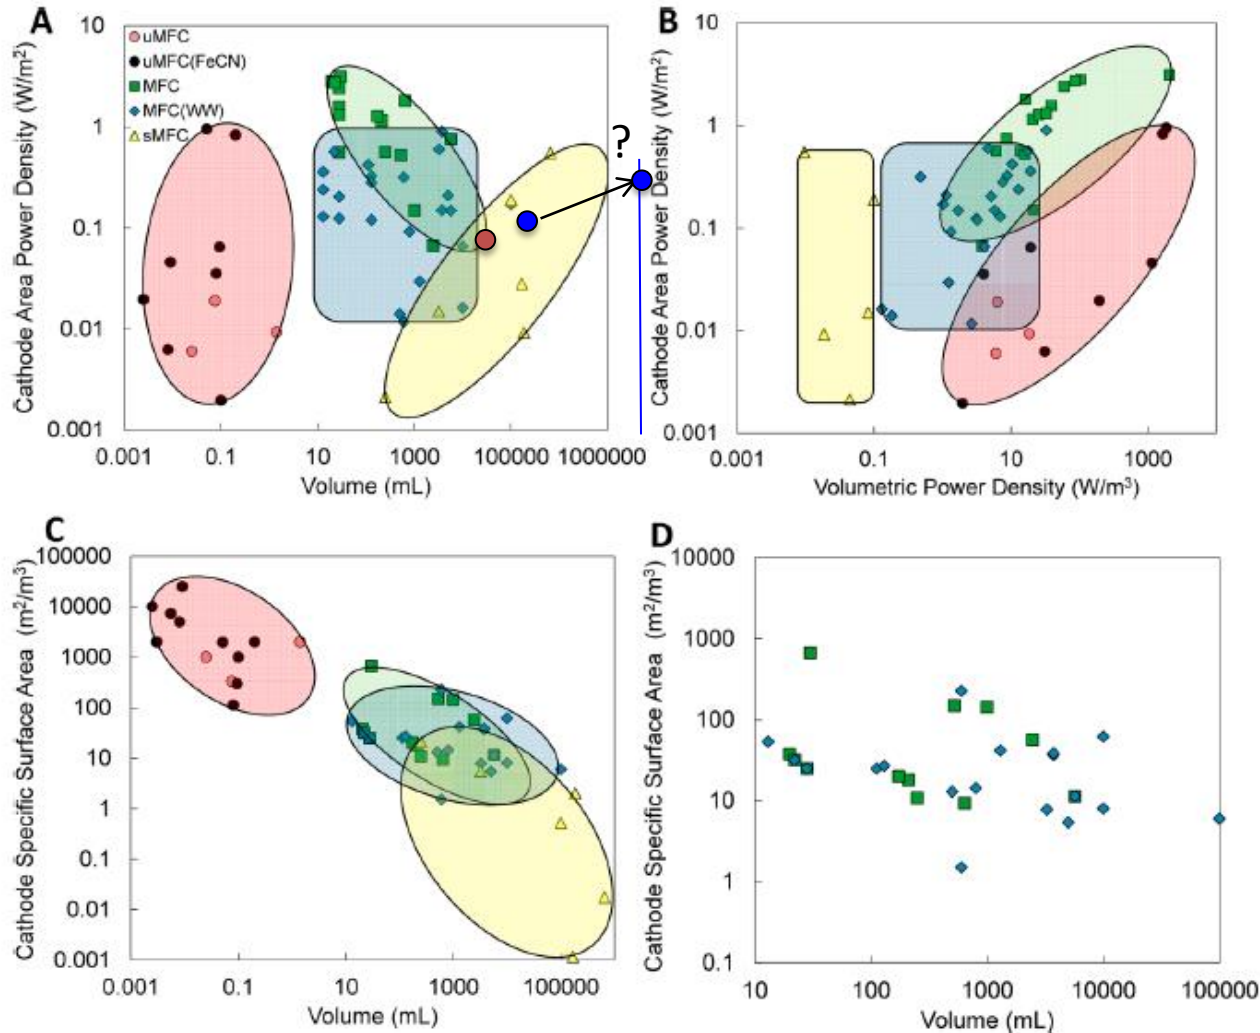 A
Cathode Area Power Density (W/m²)
10
1
0.1
0.01
0.001
uMFC
uMFC(FeCN)
MFC
MFC(WW)
sMFC
?
0.001 0.1 10 1000 100000 10000000
Volume (mL)
B
Cathode Area Power Density (W/m²)
10
1
0.1
0.01
0.001
0.001 0.1 10 1000
Volumetric Power Density (W/m³)
C
Cathode Specific Surface Area (m²/m³)
100000
10000
1000
100
10
1
0.1
0.01
0.001
0.001 0.1 10 1000 100000
Volume (mL)
D
Cathode Specific Surface Area (m²/m³)
10000
1000
100
10
1
0.1
10 100 1000 10000 100000
Volume (mL)